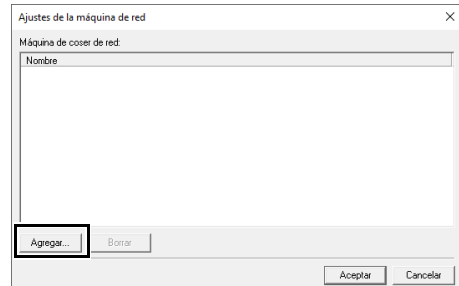 Ajustes de la máquina de red
Máquina de coser de red:
Nombre
Agregar... Borrar
Aceptar Cancelar